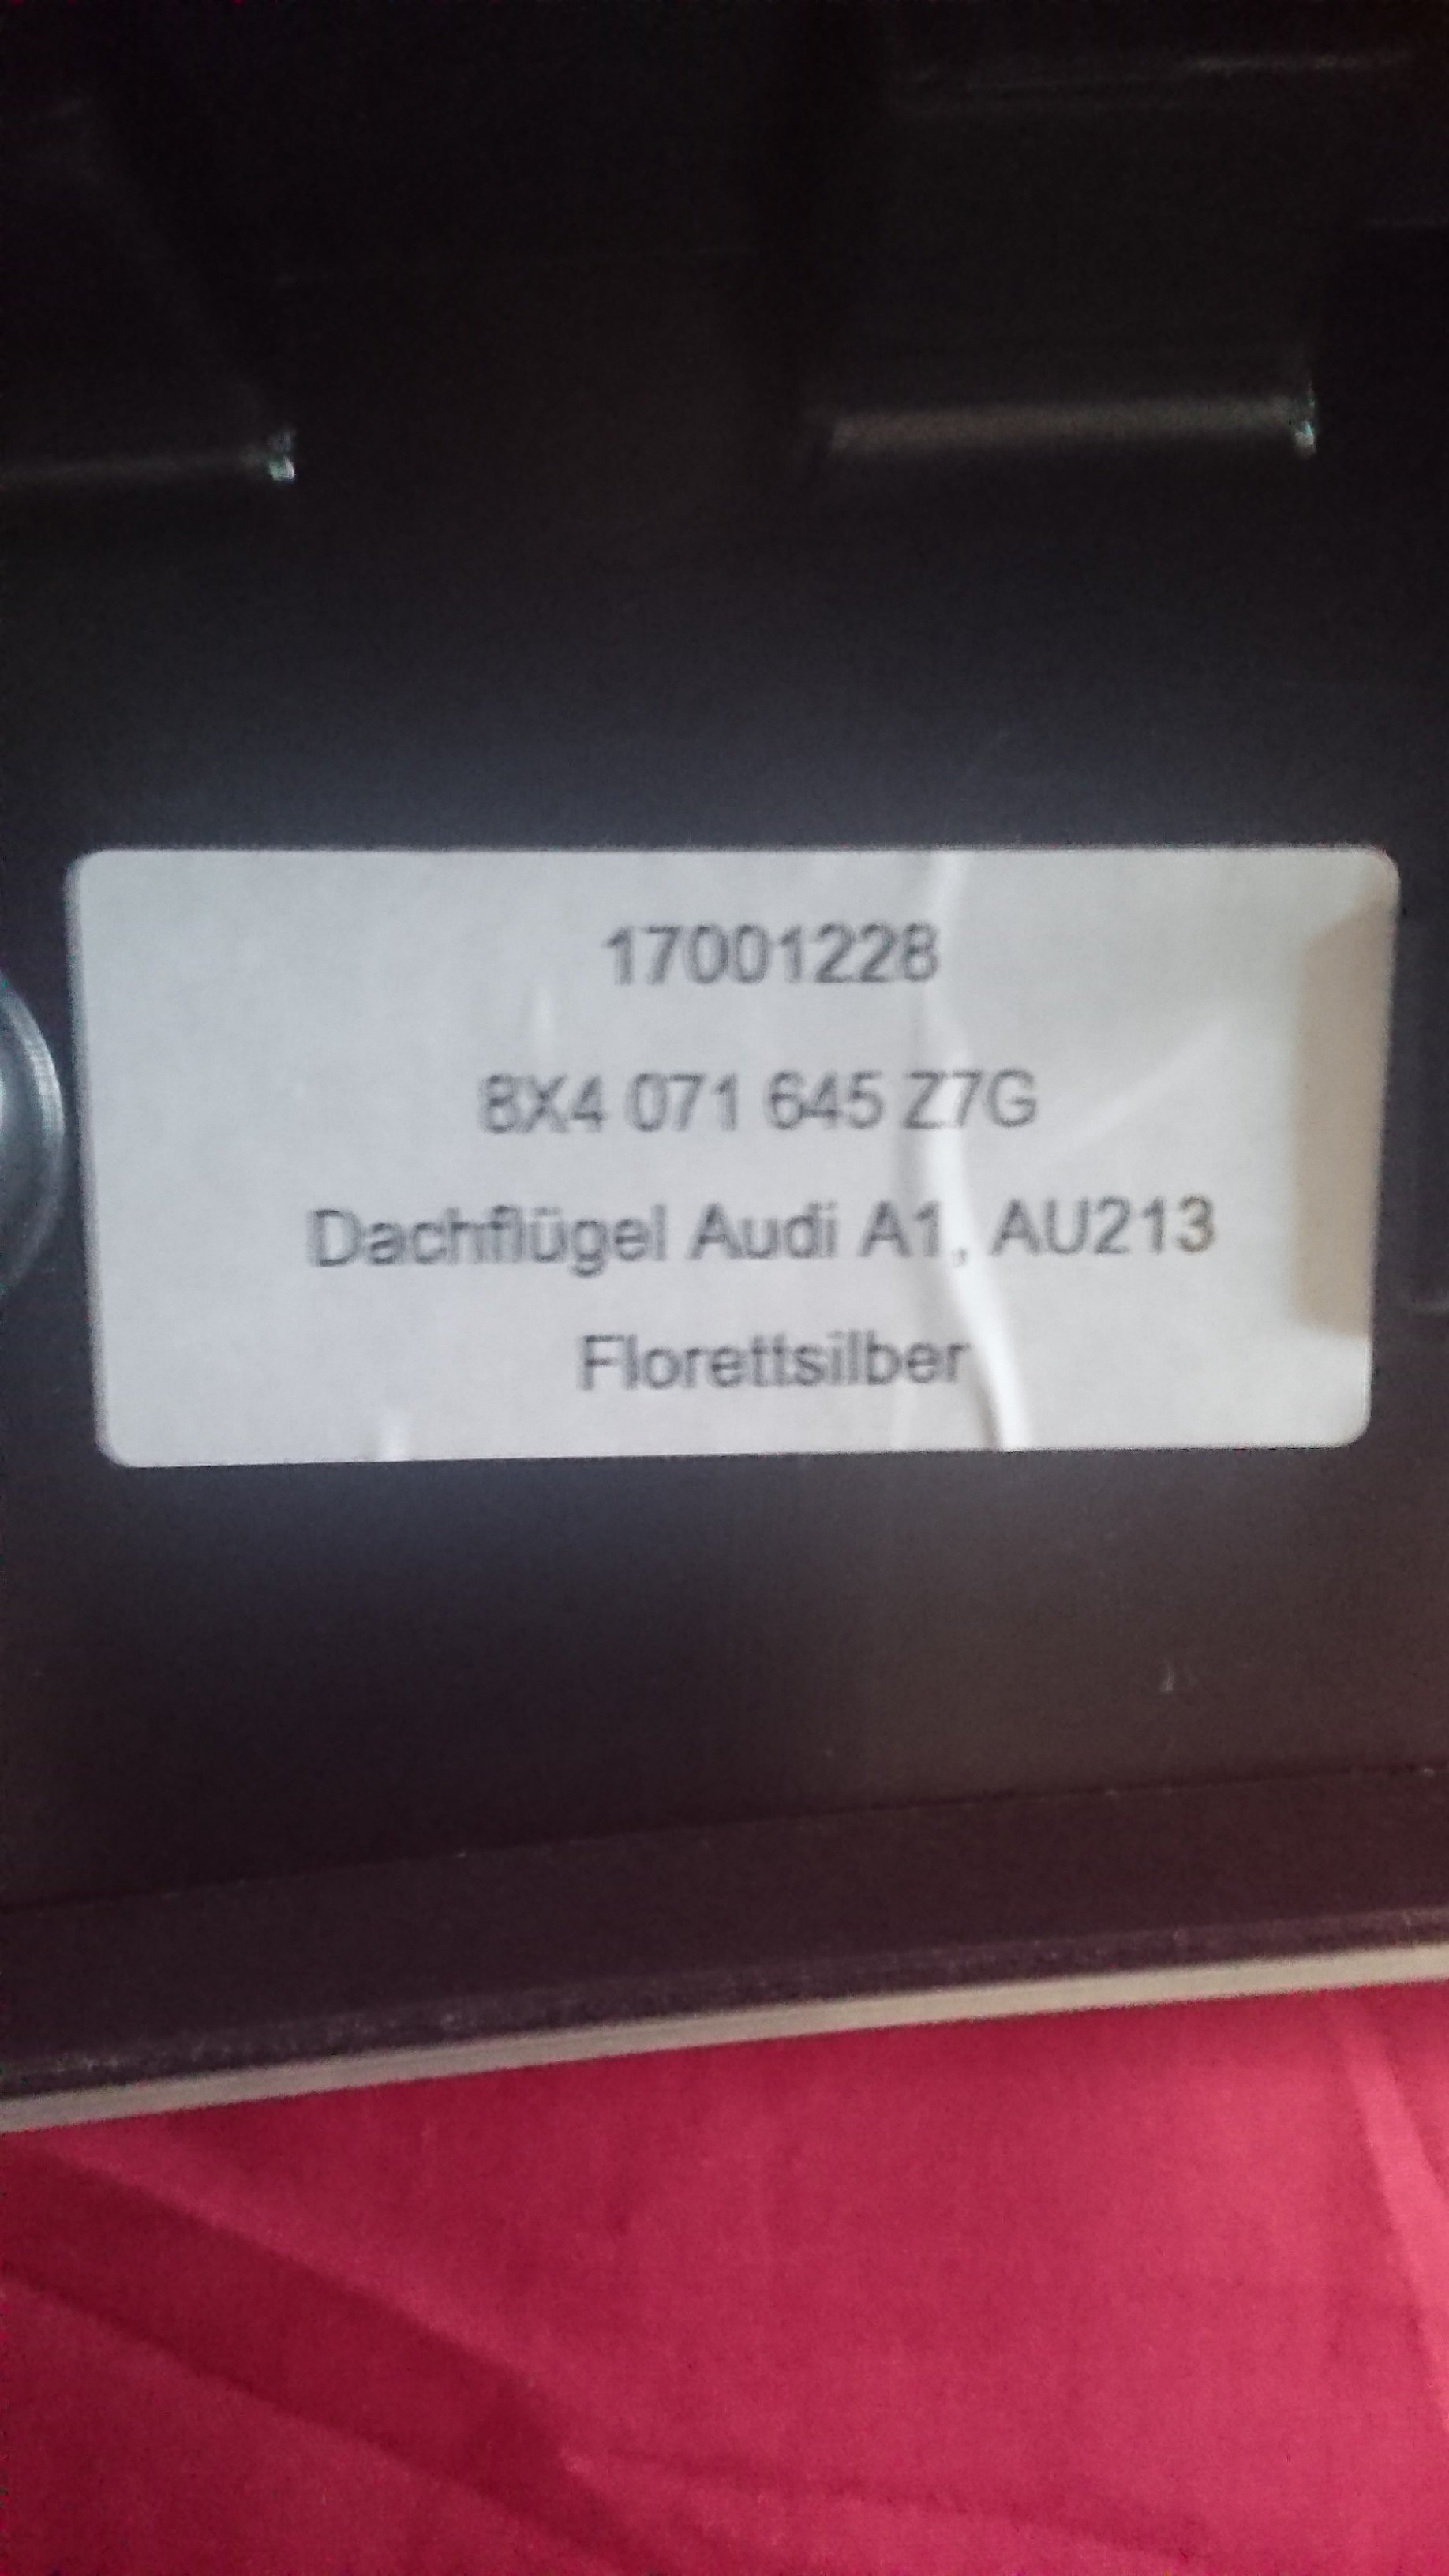 17001228
8X4 071 645 Z7G
Dachflügel Audi A1, AU213
Florettsilber